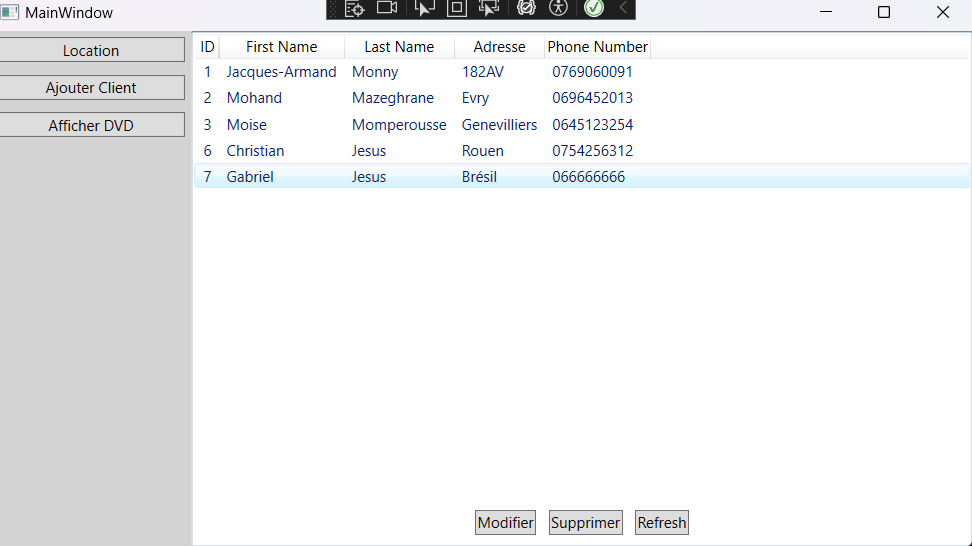 MainWindow
Location
Ajouter Client
Afficher DVD
ID First Name Last Name Adresse Phone Number
1 Jacques-Armand Monny 182AV 0769060091
2 Mohand Mazeghrane Evry 0696452013
3 Moise Momperousse Genevilliers 0645123254
6 Christian Jesus Rouen 0754256312
7 Gabriel Jesus Brésil 066666666
Modifier Supprimer Refresh